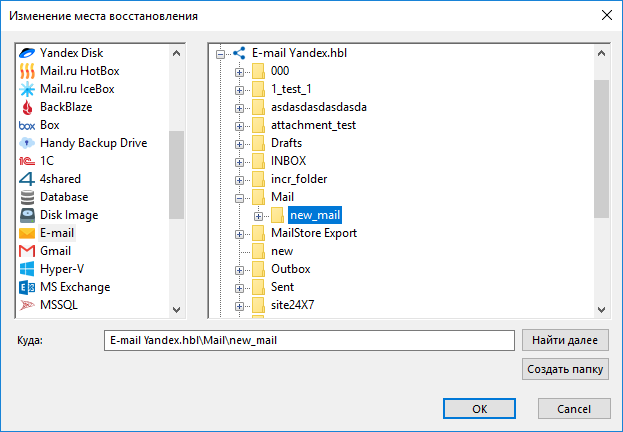 Изменение места восстановления
Yandex Disk
Mail.ru HotBox
Mail.ru IceBox
BackBlaze
box Box
Handy Backup Drive
1С
4shared
Database
Disk Image
E-mail
Gmail
Hyper-V
MS Exchange
MSSQL
E-mail Yandex.hbl
000
1_test_1
asdasdasdasdasda
attachment_test
Drafts
INBOX
incr_folder
Mail
new_mail
MailStore Export
new
Outbox
Sent
site24X7
Куда:
E-mail Yandex.hbl\Mail\new_mail
Найти далее
Создать папку
OK
Cancel